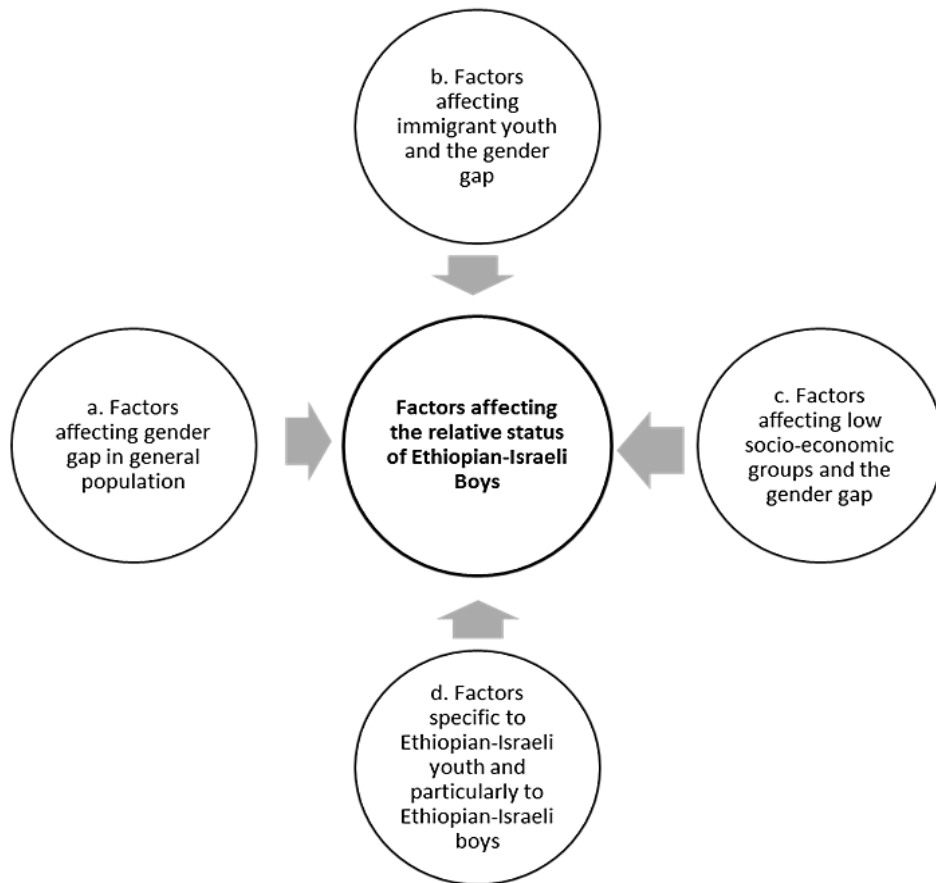 b. Factors
affecting
immigrant youth
and the gender
gap
a. Factors
affecting gender
gap in general
population
Factors affecting
the relative status
of Ethiopian-Israeli
Boys
c. Factors
affecting low
socio-economic
groups and the
gender gap
d. Factors
specific to
Ethiopian-Israeli
youth and
particularly to
Ethiopian-Israeli
boys